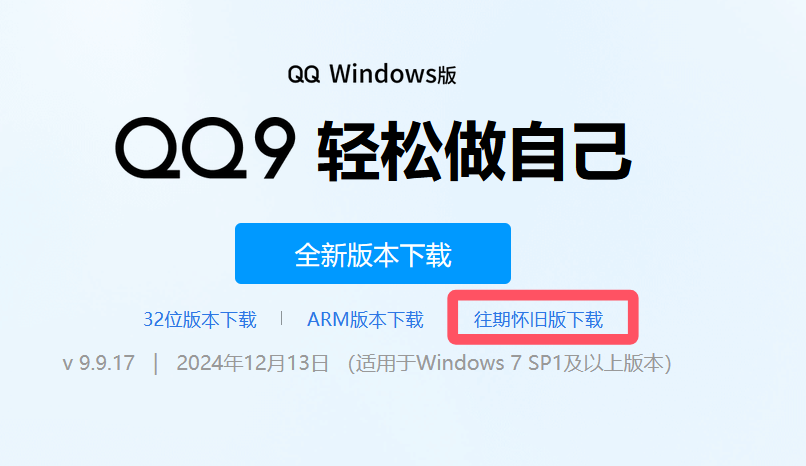 QQ Windows版
QQ9 轻松做自己
全新版本下载
32位版本下载 | ARM版本下载 往期怀旧版下载
v 9.9.17 | 2024年12月13日 （适用于Windows 7 SP1及以上版本）